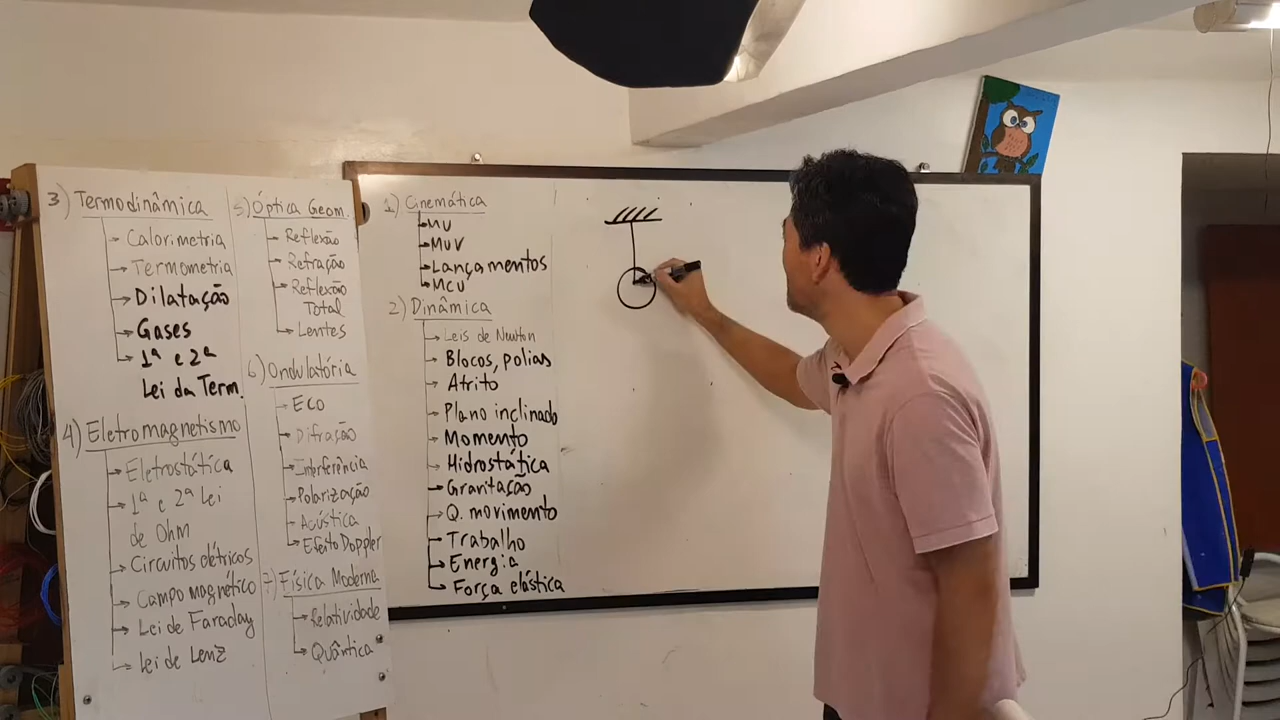 3) Termodinâmica
Calorimetria
Termometria
Dilatação
Gases
1ª e 2ª
Lei da Term.
4) Eletromagnetismo
Eletrostática
1ª e 2ª Lei
de Ohm
Circuitos elétricos
Campo magnético
Lei de Faraday
Lei de Lenz
5) Óptica Geom.
Reflexão
Refração
Reflexão
Total
Lentes
6) Ondulatória
Eco
Difração
Interferência
Polarização
Acústica
Efeito Doppler
7) Física Moderna
Relatividade
Quântica
1) Cinemática
MU
MUV
Lançamentos
MCU
2) Dinâmica
Leis de Newton
Blocos, polias
Atrito
Plano inclinado
Momento
Hidrostática
Gravitação
Q. movimento
Trabalho
Energia
Força elástica